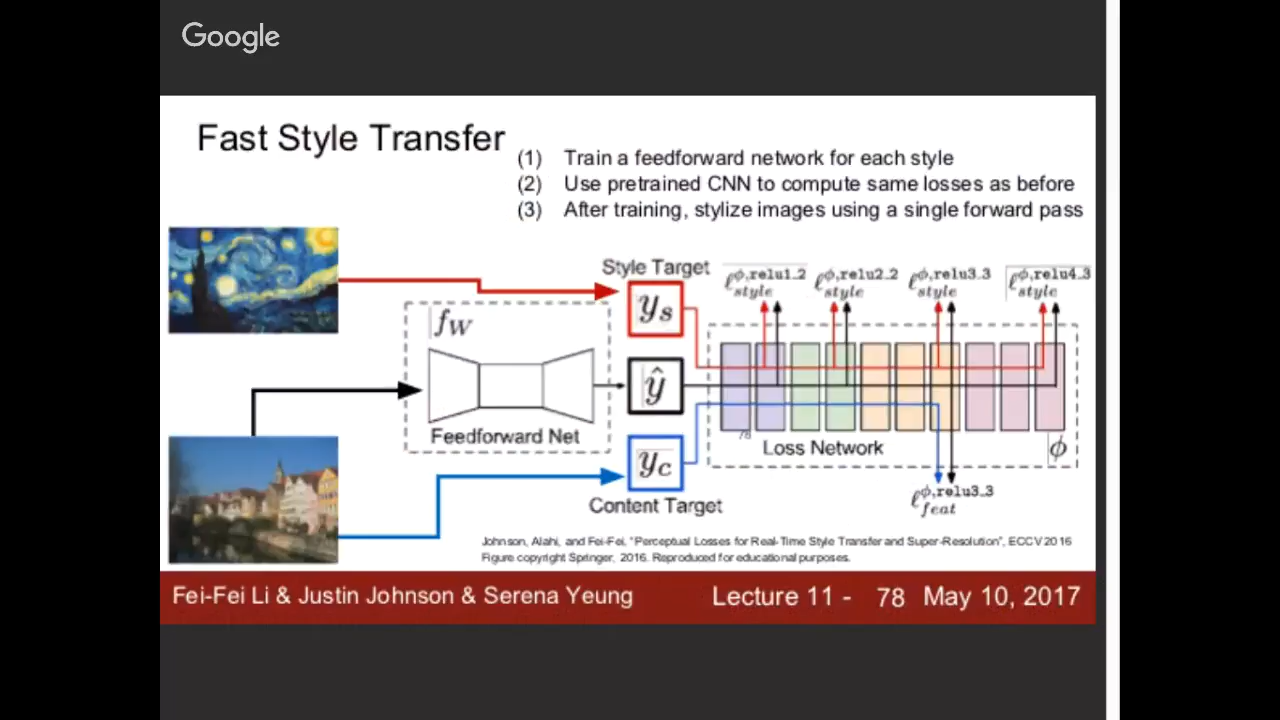 Google
Fast Style Transfer
(1) Train a feedforward network for each style
(2) Use pretrained CNN to compute same losses as before
(3) After training, stylize images using a single forward pass
Style Target
ℓ^{ϕ,relu1_2}_{style} ℓ^{ϕ,relu2_2}_{style} ℓ^{ϕ,relu3_3}_{style} ℓ^{ϕ,relu4_3}_{style}
y_s
f_W
ŷ
Feedforward Net
78
Loss Network
ϕ
y_c
Content Target
ℓ^{ϕ,relu3_3}_{feat}
Johnson, Alahi, and Fei-Fei, "Perceptual Losses for Real-Time Style Transfer and Super-Resolution", ECCV 2016
Figure copyright Springer, 2016. Reproduced for educational purposes.
Fei-Fei Li & Justin Johnson & Serena Yeung Lecture 11 - 78 May 10, 2017